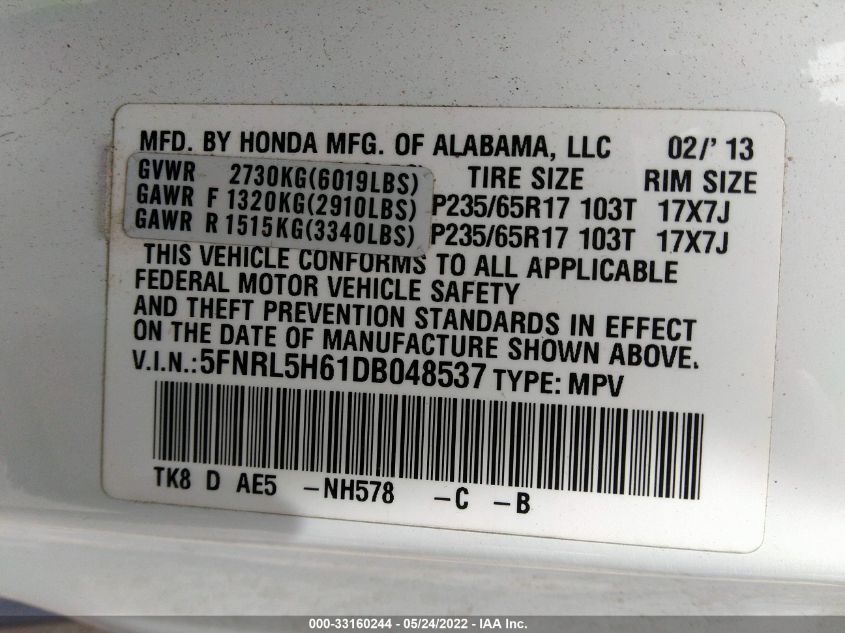 MFD. BY HONDA MFG. OF ALABAMA, LLC 02/' 13
GVWR 2730KG(6019LBS) TIRE SIZE RIM SIZE
GAWR F 1320KG(2910LBS) P235/65R17 103T 17X7J
GAWR R 1515KG(3340LBS) P235/65R17 103T 17X7J
THIS VEHICLE CONFORMS TO ALL APPLICABLE
FEDERAL MOTOR VEHICLE SAFETY
AND THEFT PREVENTION STANDARDS IN EFFECT
ON THE DATE OF MANUFACTURE SHOWN ABOVE.
V.I.N.:5FNRL5H61DB048537 TYPE: MPV
TK8 D AE5 -NH578 -C -B
000-33160244 - 05/24/2022 - IAA Inc.